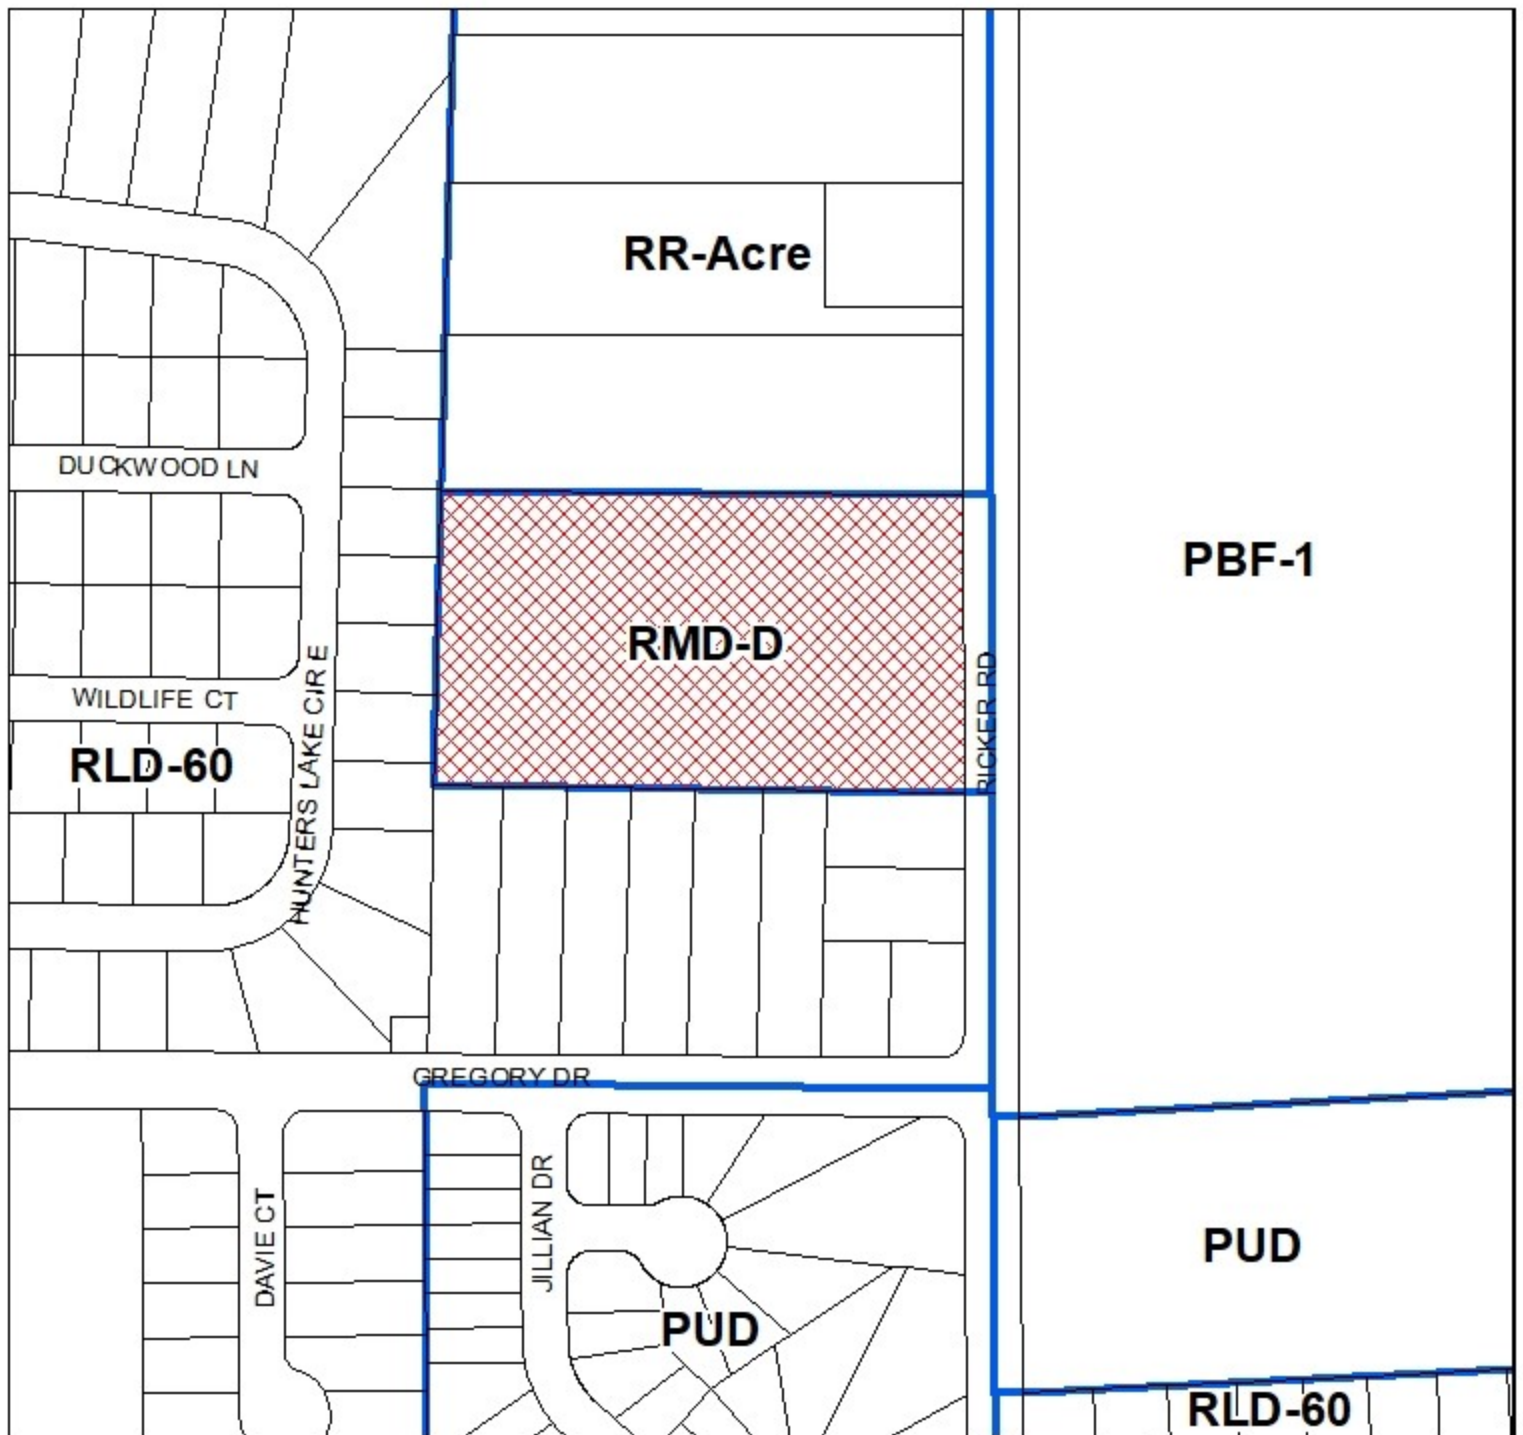 RR-Acre
DUCKWOOD LN
PBF-1
RMD-D
RICKER RD
WILDLIFE CT
HUNTERS LAKE CIR E
RLD-60
GREGORY DR
DAVIE CT
JILLIAN DR
PUD
PUD
RLD-60